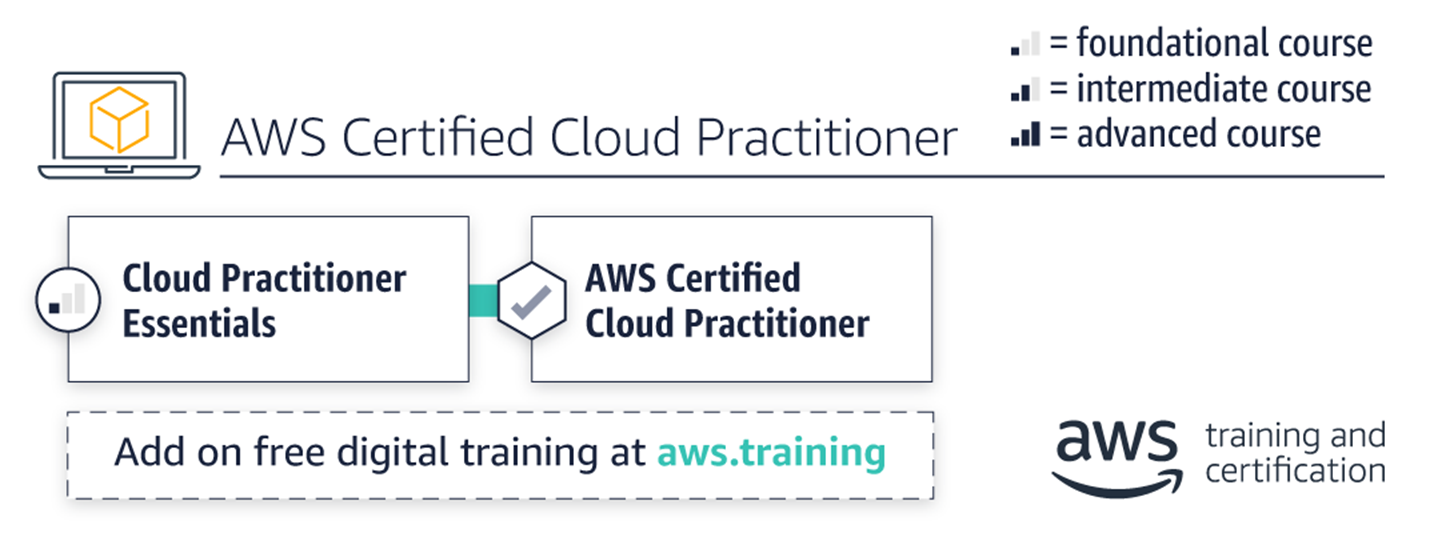 = foundational course
= intermediate course
= advanced course
AWS Certified Cloud Practitioner
Cloud Practitioner
Essentials
AWS Certified
Cloud Practitioner
Add on free digital training at aws.training
aws
training and
certification